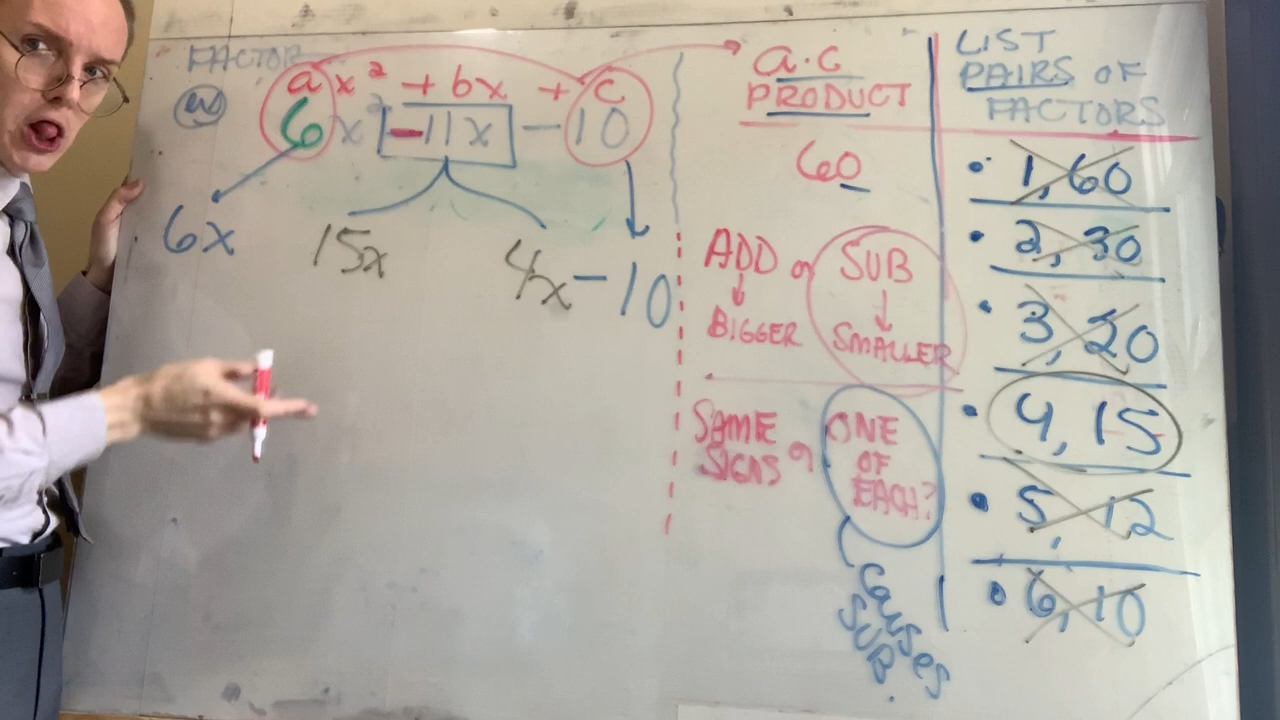 FACTOR
ax² + bx + c
ex 6x² -11x -10
6x 15x 4x -10
a.c
PRODUCT
60
ADD or SUB
BIGGER SMALLER
SAME SIGNS or ONE OF EACH?
CAUSES
SUB.
LIST
PAIRS OF
FACTORS
• 1, 60
• 2, 30
• 3, 20
• 4, 15
• 5, 12
• 6, 10